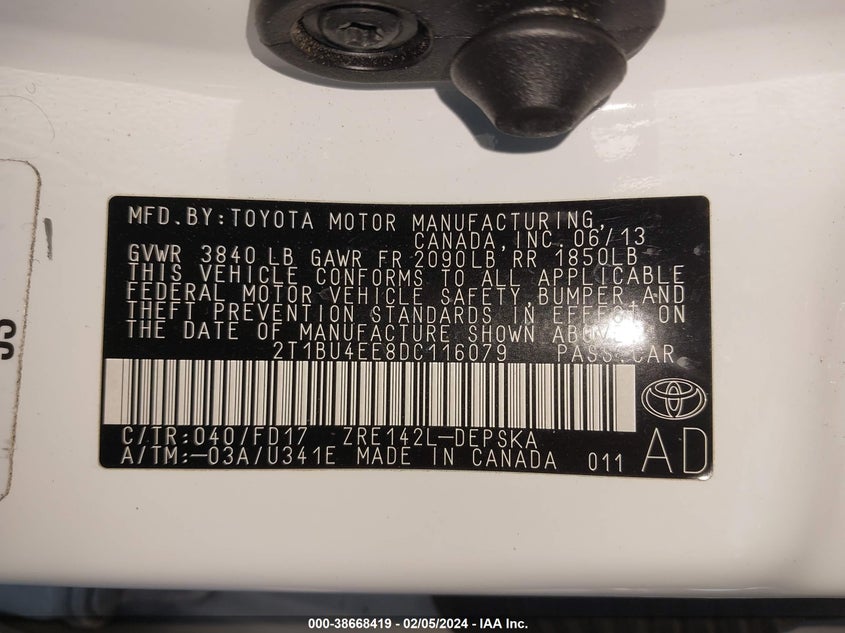 MFD.BY:TOYOTA MOTOR MANUFACTURING,
CANADA, INC. 06/13
GVWR 3840 LB GAWR FR 2090LB RR 1850LB
THIS VEHICLE CONFORMS TO ALL APPLICABLE
FEDERAL MOTOR VEHICLE SAFETY, BUMPER, AND
THEFT PREVENTION STANDARDS IN EFFECT ON
THE DATE OF MANUFACTURE SHOWN ABOVE.
2T1BU4EE8DC116079 PASS.CAR
C/TR:040/FD17 ZRE142L-DEPSKA
A/TM:-03A/U341E MADE IN CANADA 011 AD
000-38668419 - 02/05/2024 - IAA Inc.